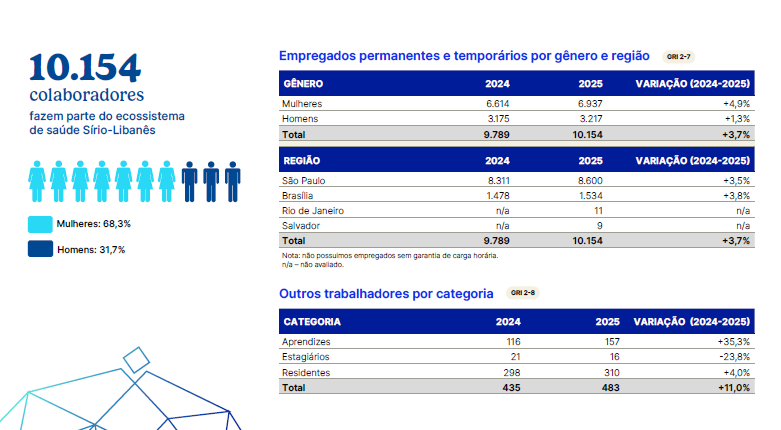 10.154
colaboradores
fazem parte do ecossistema
de saúde Sírio-Libanês
Mulheres: 68,3%
Homens: 31,7%
Empregados permanentes e temporários por gênero e região GRI 2-7
GÊNERO 2024 2025 VARIAÇÃO (2024-2025)
Mulheres 6.614 6.937 +4,9%
Homens 3.175 3.217 +1,3%
Total 9.789 10.154 +3,7%
REGIÃO 2024 2025 VARIAÇÃO (2024-2025)
São Paulo 8.311 8.600 +3,5%
Brasília 1.478 1.534 +3,8%
Rio de Janeiro n/a 11 n/a
Salvador n/a 9 n/a
Total 9.789 10.154 +3,7%
Nota: não possuímos empregados sem garantia de carga horária.
n/a – não avaliado.
Outros trabalhadores por categoria GRI 2-8
CATEGORIA 2024 2025 VARIAÇÃO (2024-2025)
Aprendizes 116 157 +35,3%
Estagiários 21 16 -23,8%
Residentes 298 310 +4,0%
Total 435 483 +11,0%